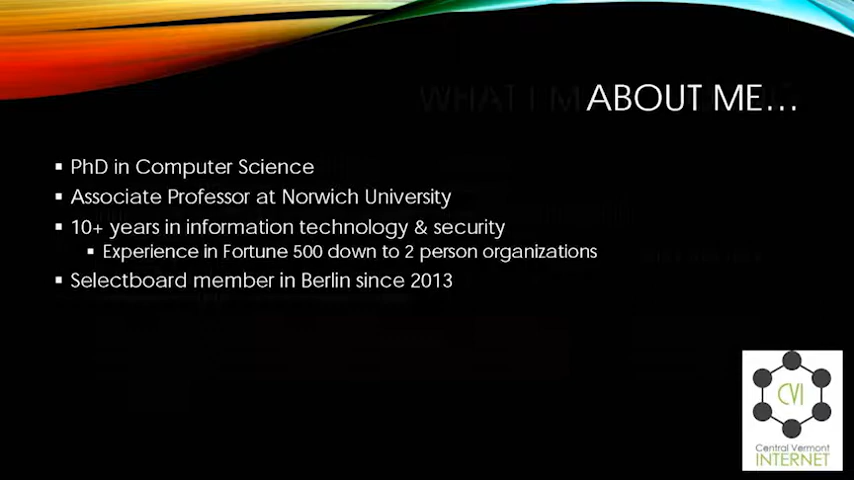 ABOUT ME...
▪ PhD in Computer Science
▪ Associate Professor at Norwich University
▪ 10+ years in information technology & security
▪ Experience in Fortune 500 down to 2 person organizations
▪ Selectboard member in Berlin since 2013
CVI
Central Vermont
INTERNET